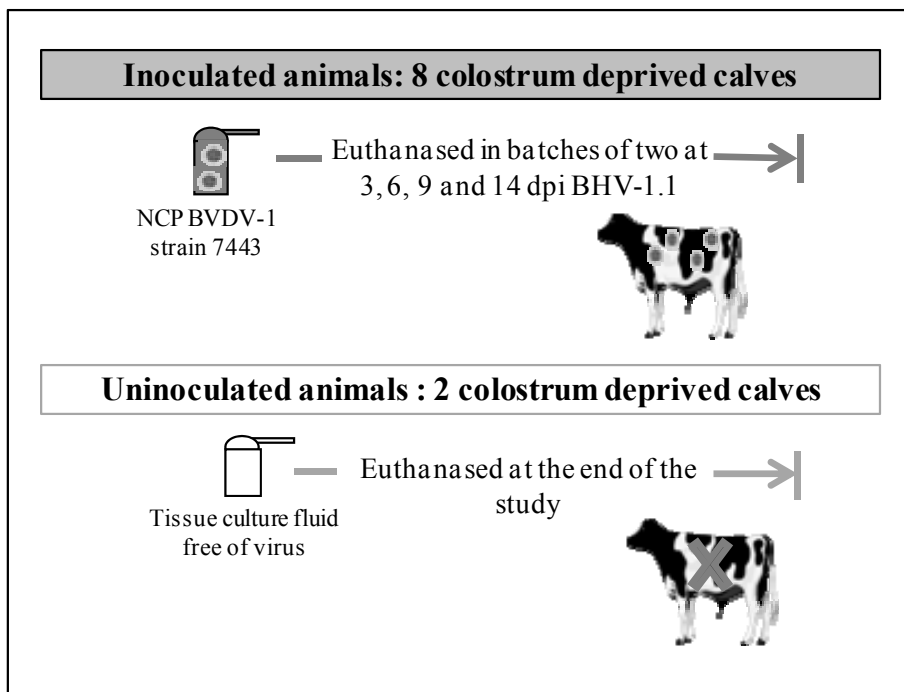 Inoculated animals: 8 colostrum deprived calves
Euthanased in batches of two at
3, 6, 9 and 14 dpi BHV-1.1
NCP BVDV-1
strain 7443
Uninoculated animals : 2 colostrum deprived calves
Euthanased at the end of the
study
Tissue culture fluid
free of virus